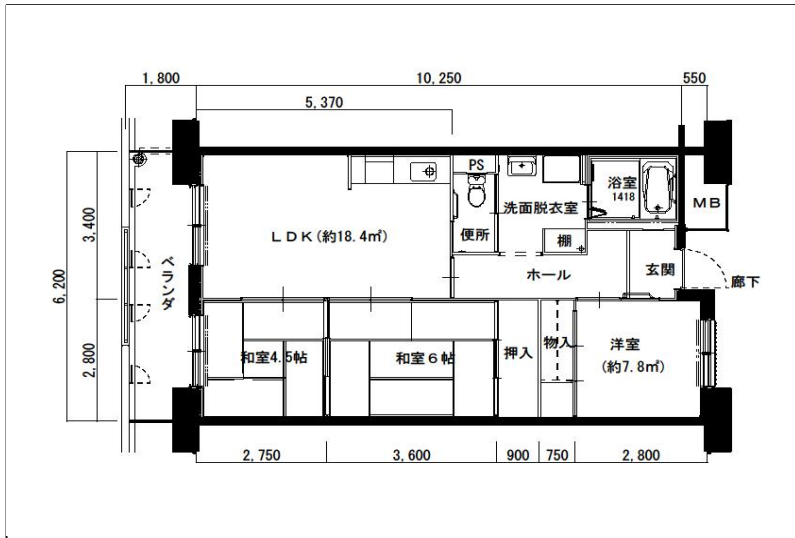 1,800
10,250
550
5,370
PS
浴室
1418
MB
洗面脱衣室
3,400
LDK(約18.4㎡)
便所
棚
6,200
ベランダ
ホール
玄関
廊下
2,800
和室4.5帖
和室6帖
押入
物入
洋室
(約7.8㎡)
2,750
3,600
900
750
2,800